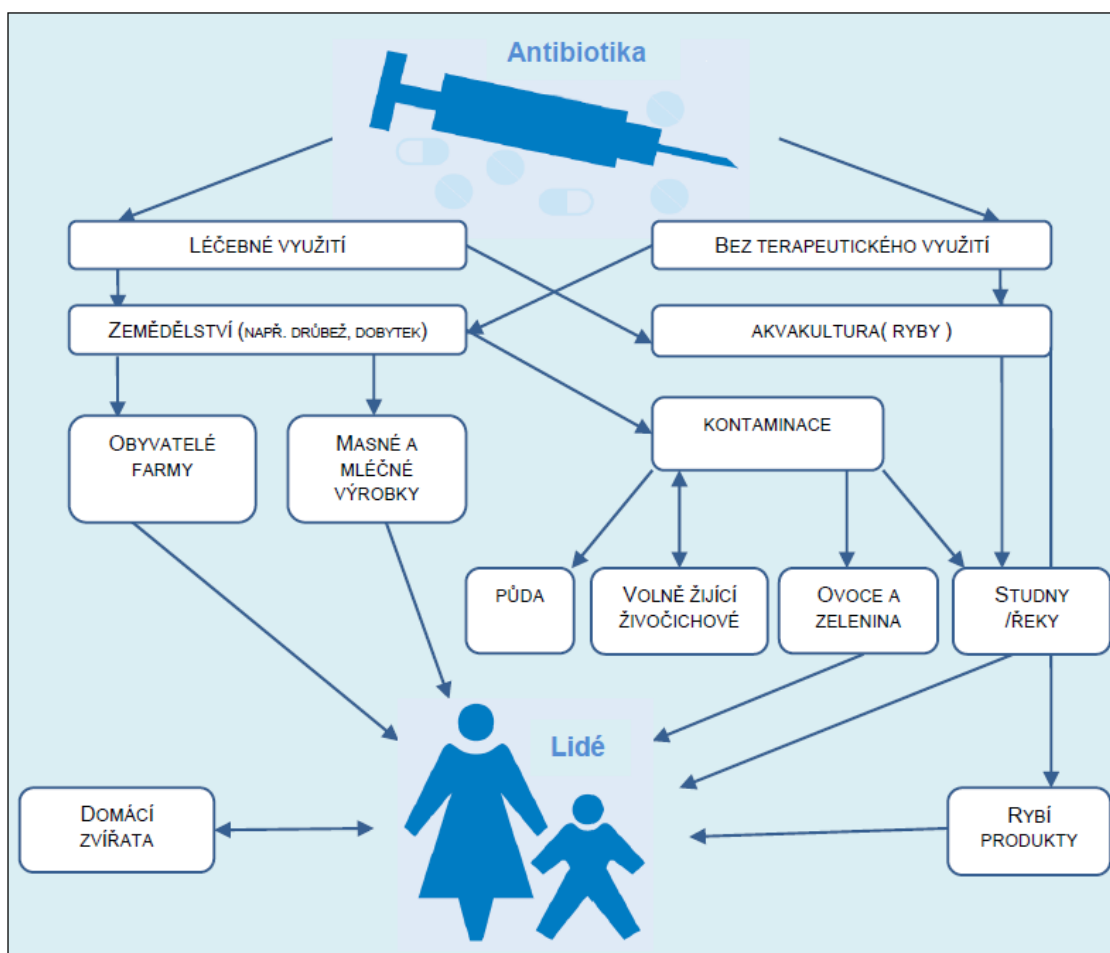 Antibiotika
Léčebné využití
Bez terapeutického využití
Zemědělství (např. drůbež, dobytek)
akvakultura( ryby )
Obyvatelé
farmy
Masné a
mléčné
výrobky
kontaminace
půda
Volně žijící
živočichové
Ovoce a
zelenina
Studny
/řeky
Lidé
Domácí
zvířata
Rybí
produkty